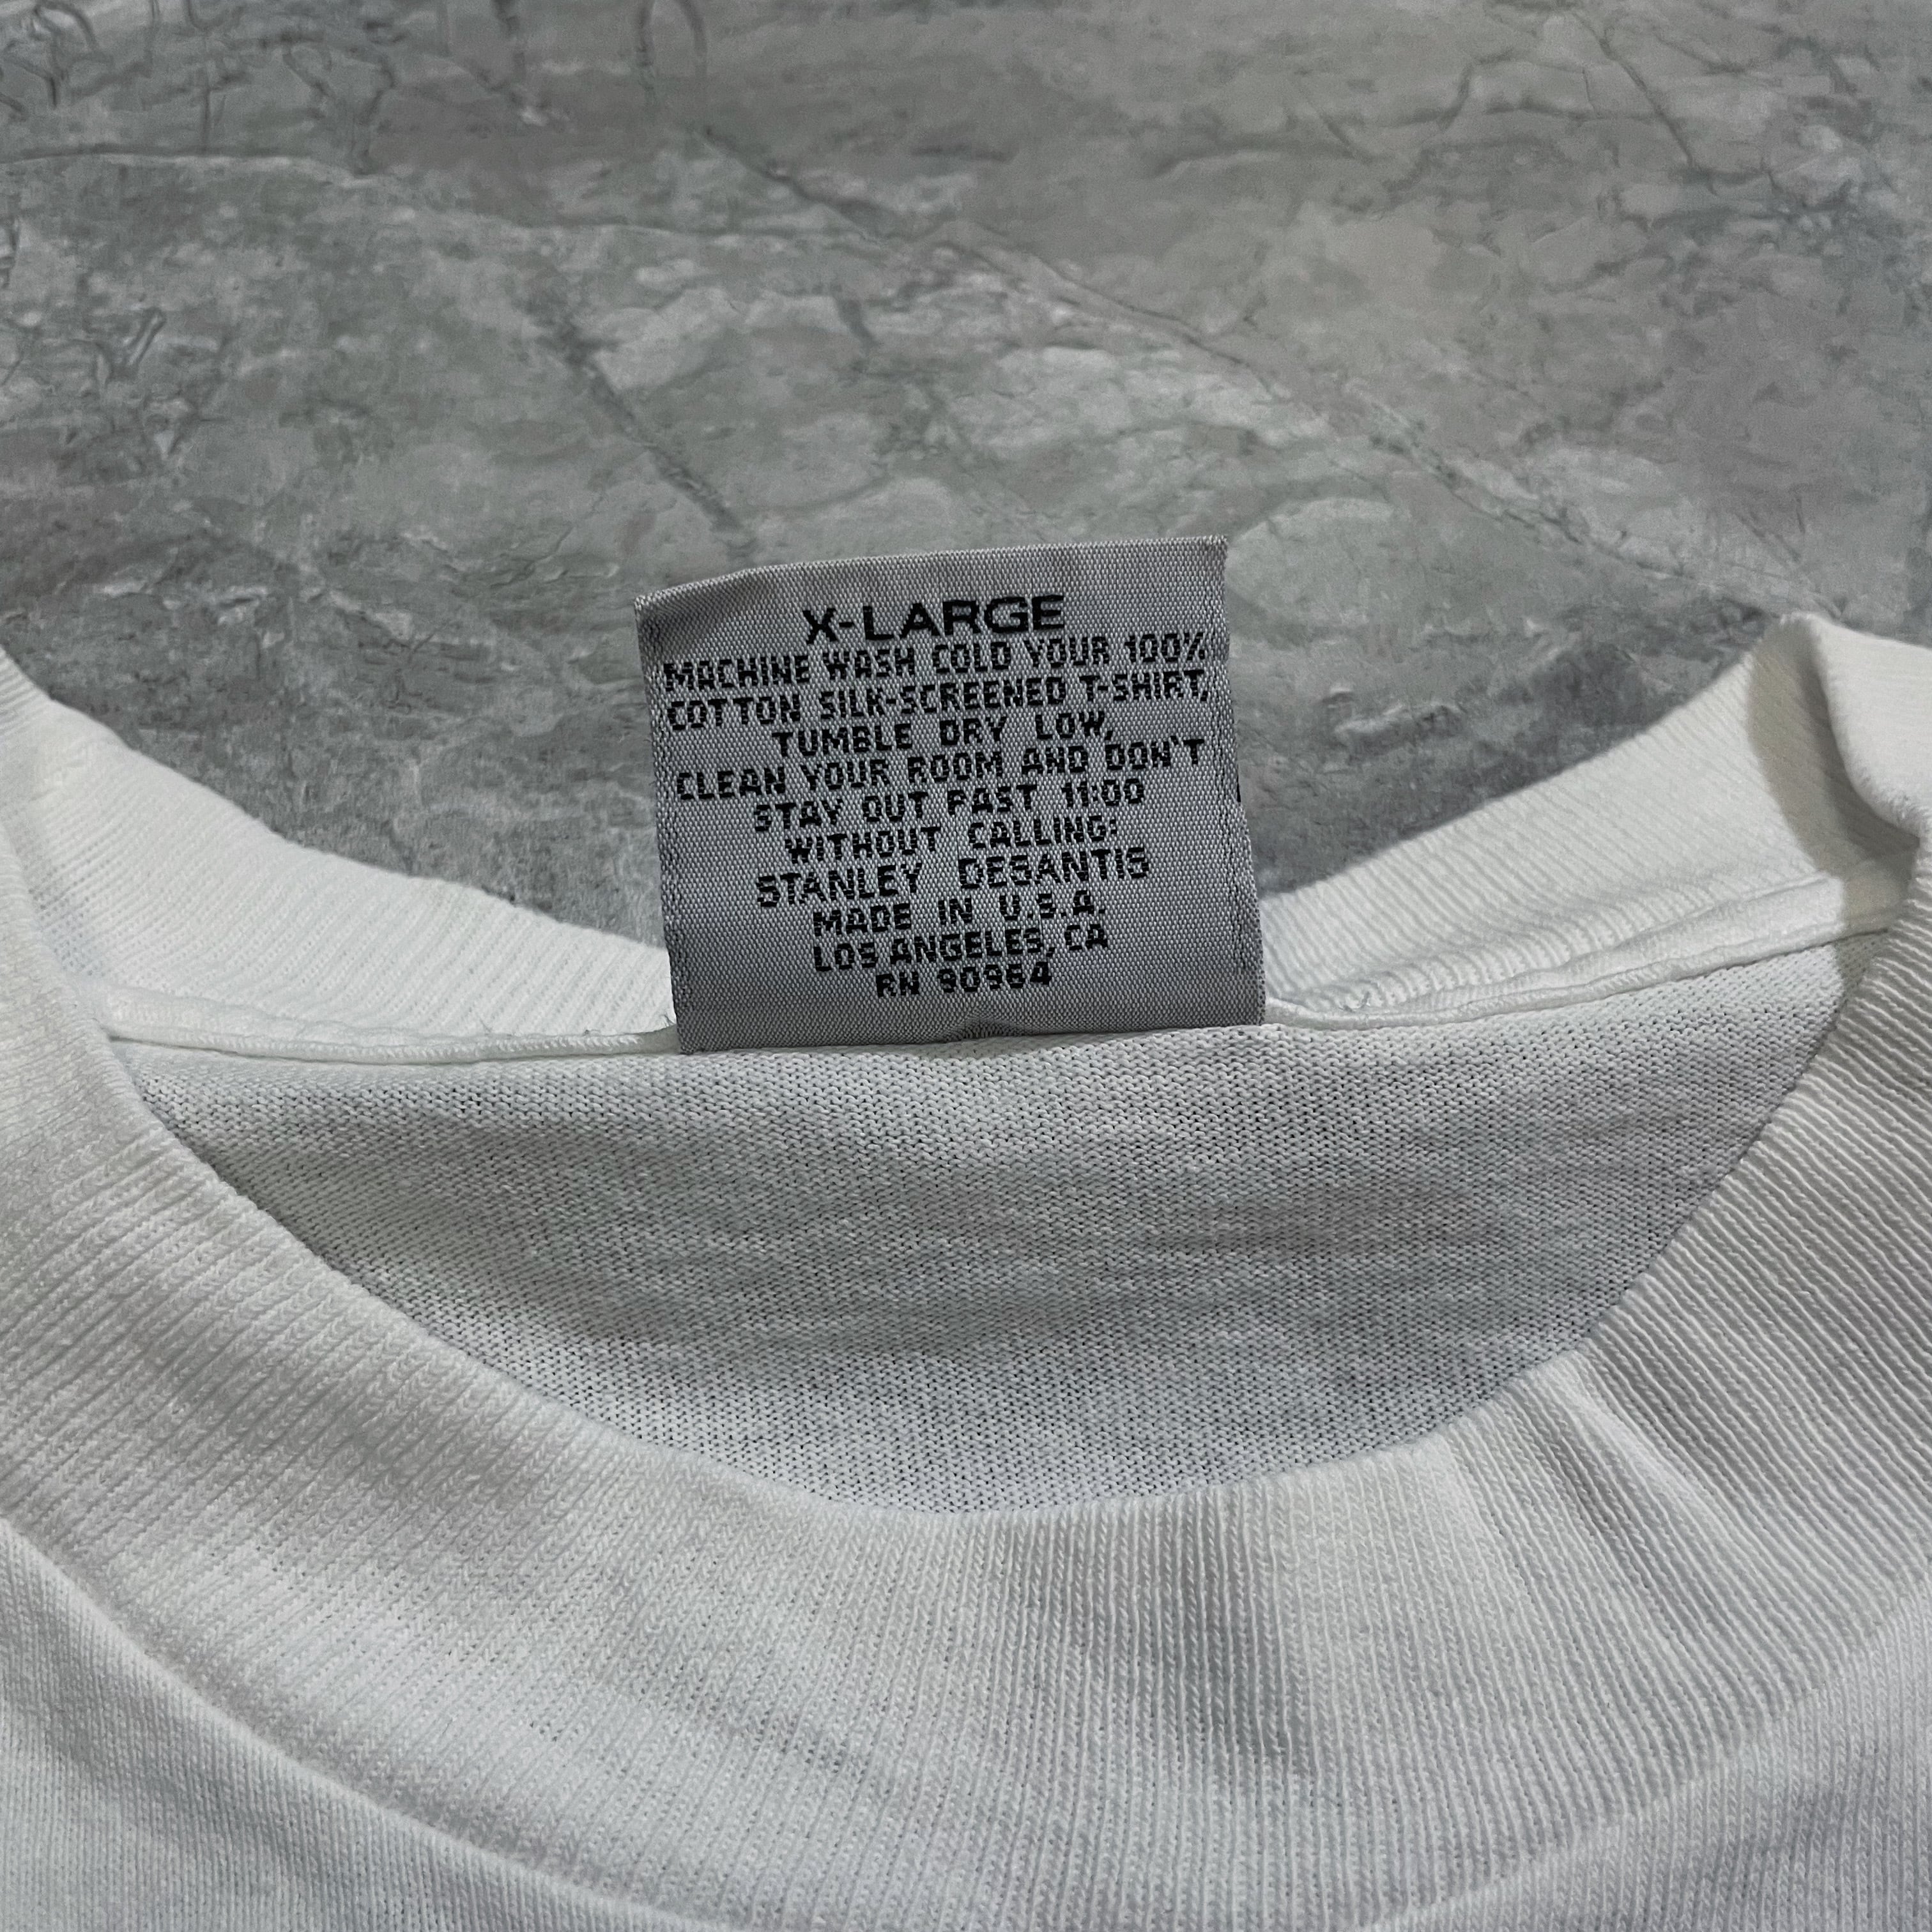 X-LARGE
MACHINE WASH COLD YOUR 100%
COTTON SILK-SCREENED T-SHIRT,
TUMBLE DRY LOW,
CLEAN YOUR ROOM AND DON'T
STAY OUT PAST 11:00
WITHOUT CALLING:
STANLEY DESANTIS
MADE IN U.S.A.
LOS ANGELES, CA
RN 90964